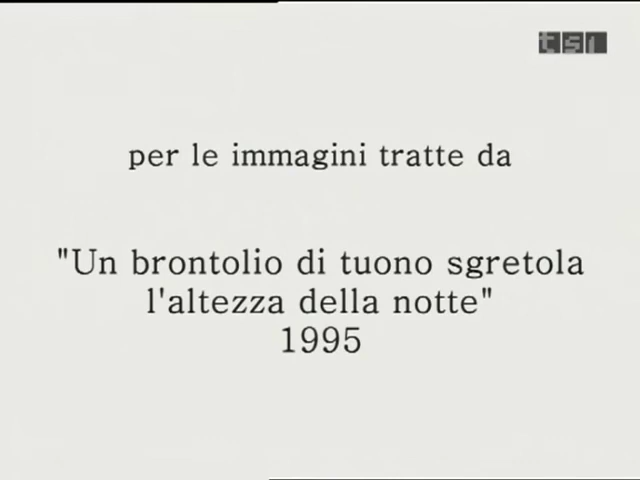 tsi
per le immagini tratte da
"Un brontolio di tuono sgretola
l'altezza della notte"
1995